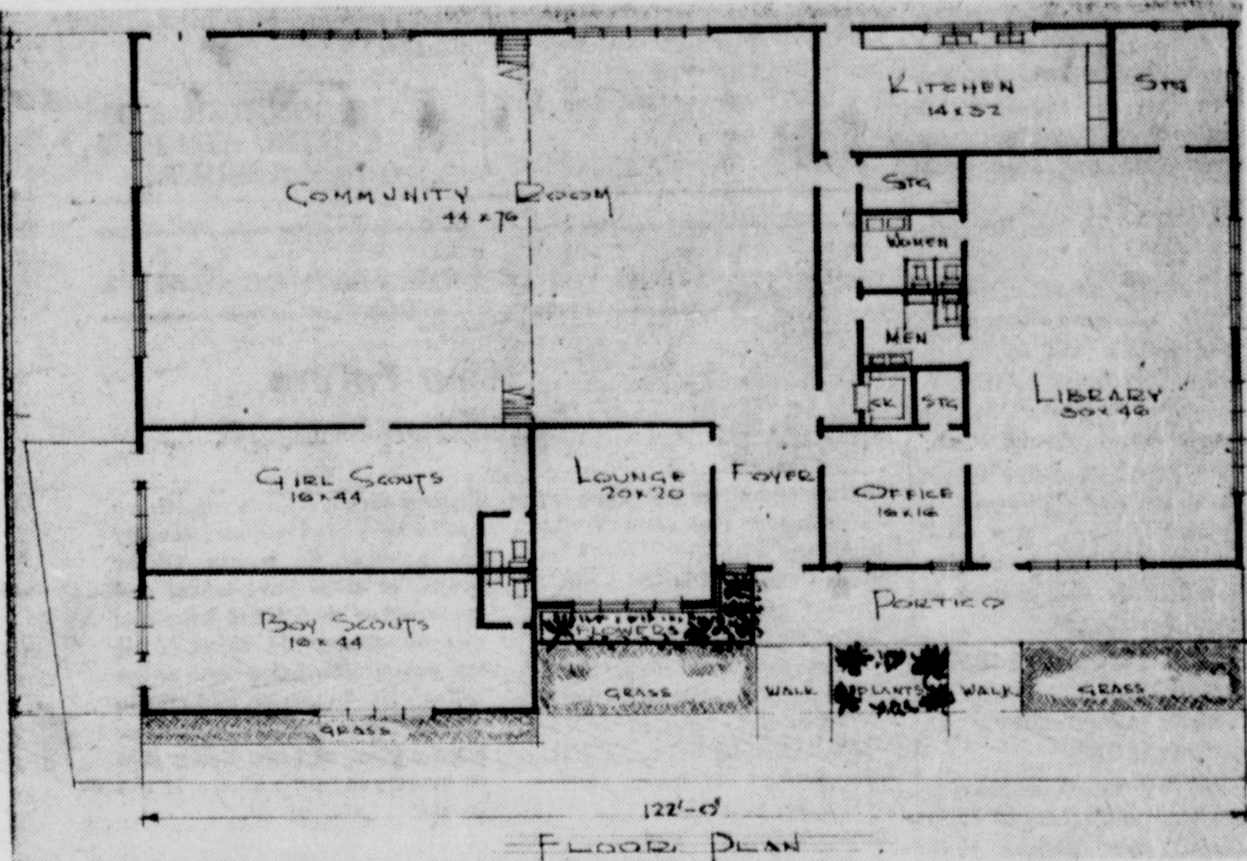 KITCHEN
14 x 32
STG
COMMUNITY ROOM
44 x 76
STG
WOMEN
MEN
CK.
STG
LIBRARY
30 x 46
GIRL SCOUTS
16 x 44
LOUNGE
20 x 20
FOYER
OFFICE
16 x 16
BOY SCOUTS
16 x 44
PORTICO
FLOWERS
GRASS
WALK
PLANTS
WALK
GRASS
GRASS
122'-0"
FLOOR PLAN